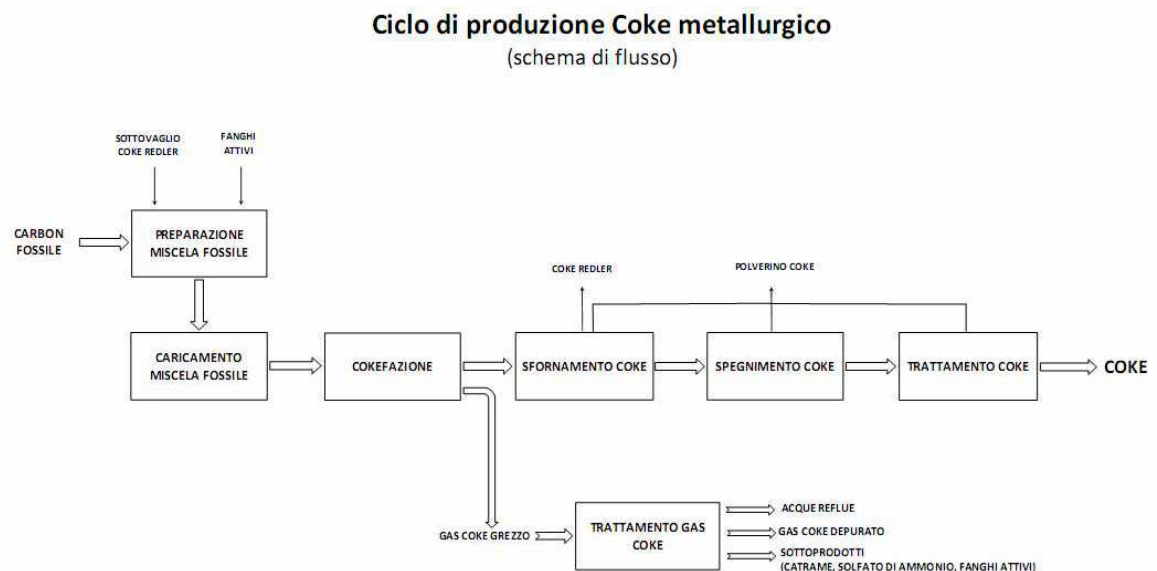 Ciclo di produzione Coke metallurgico
(schema di flusso)
SOTTOVAGLIO
COKE REDLER
FANGHI
ATTIVI
CARBON
FOSSILE
PREPARAZIONE
MISCELA FOSSILE
COKE REDLER
POLVERINO COKE
CARICAMENTO
MISCELA FOSSILE
COKEFAZIONE
SFORNAMENTO COKE
SPEGNIMENTO COKE
TRATTAMENTO COKE
COKE
GAS COKE GREZZO
TRATTAMENTO GAS
COKE
ACQUE REFLUE
GAS COKE DEPURATO
SOTTOPRODOTTI
(CATRAME, SOLFATO DI AMMONIO, FANGHI ATTIVI)